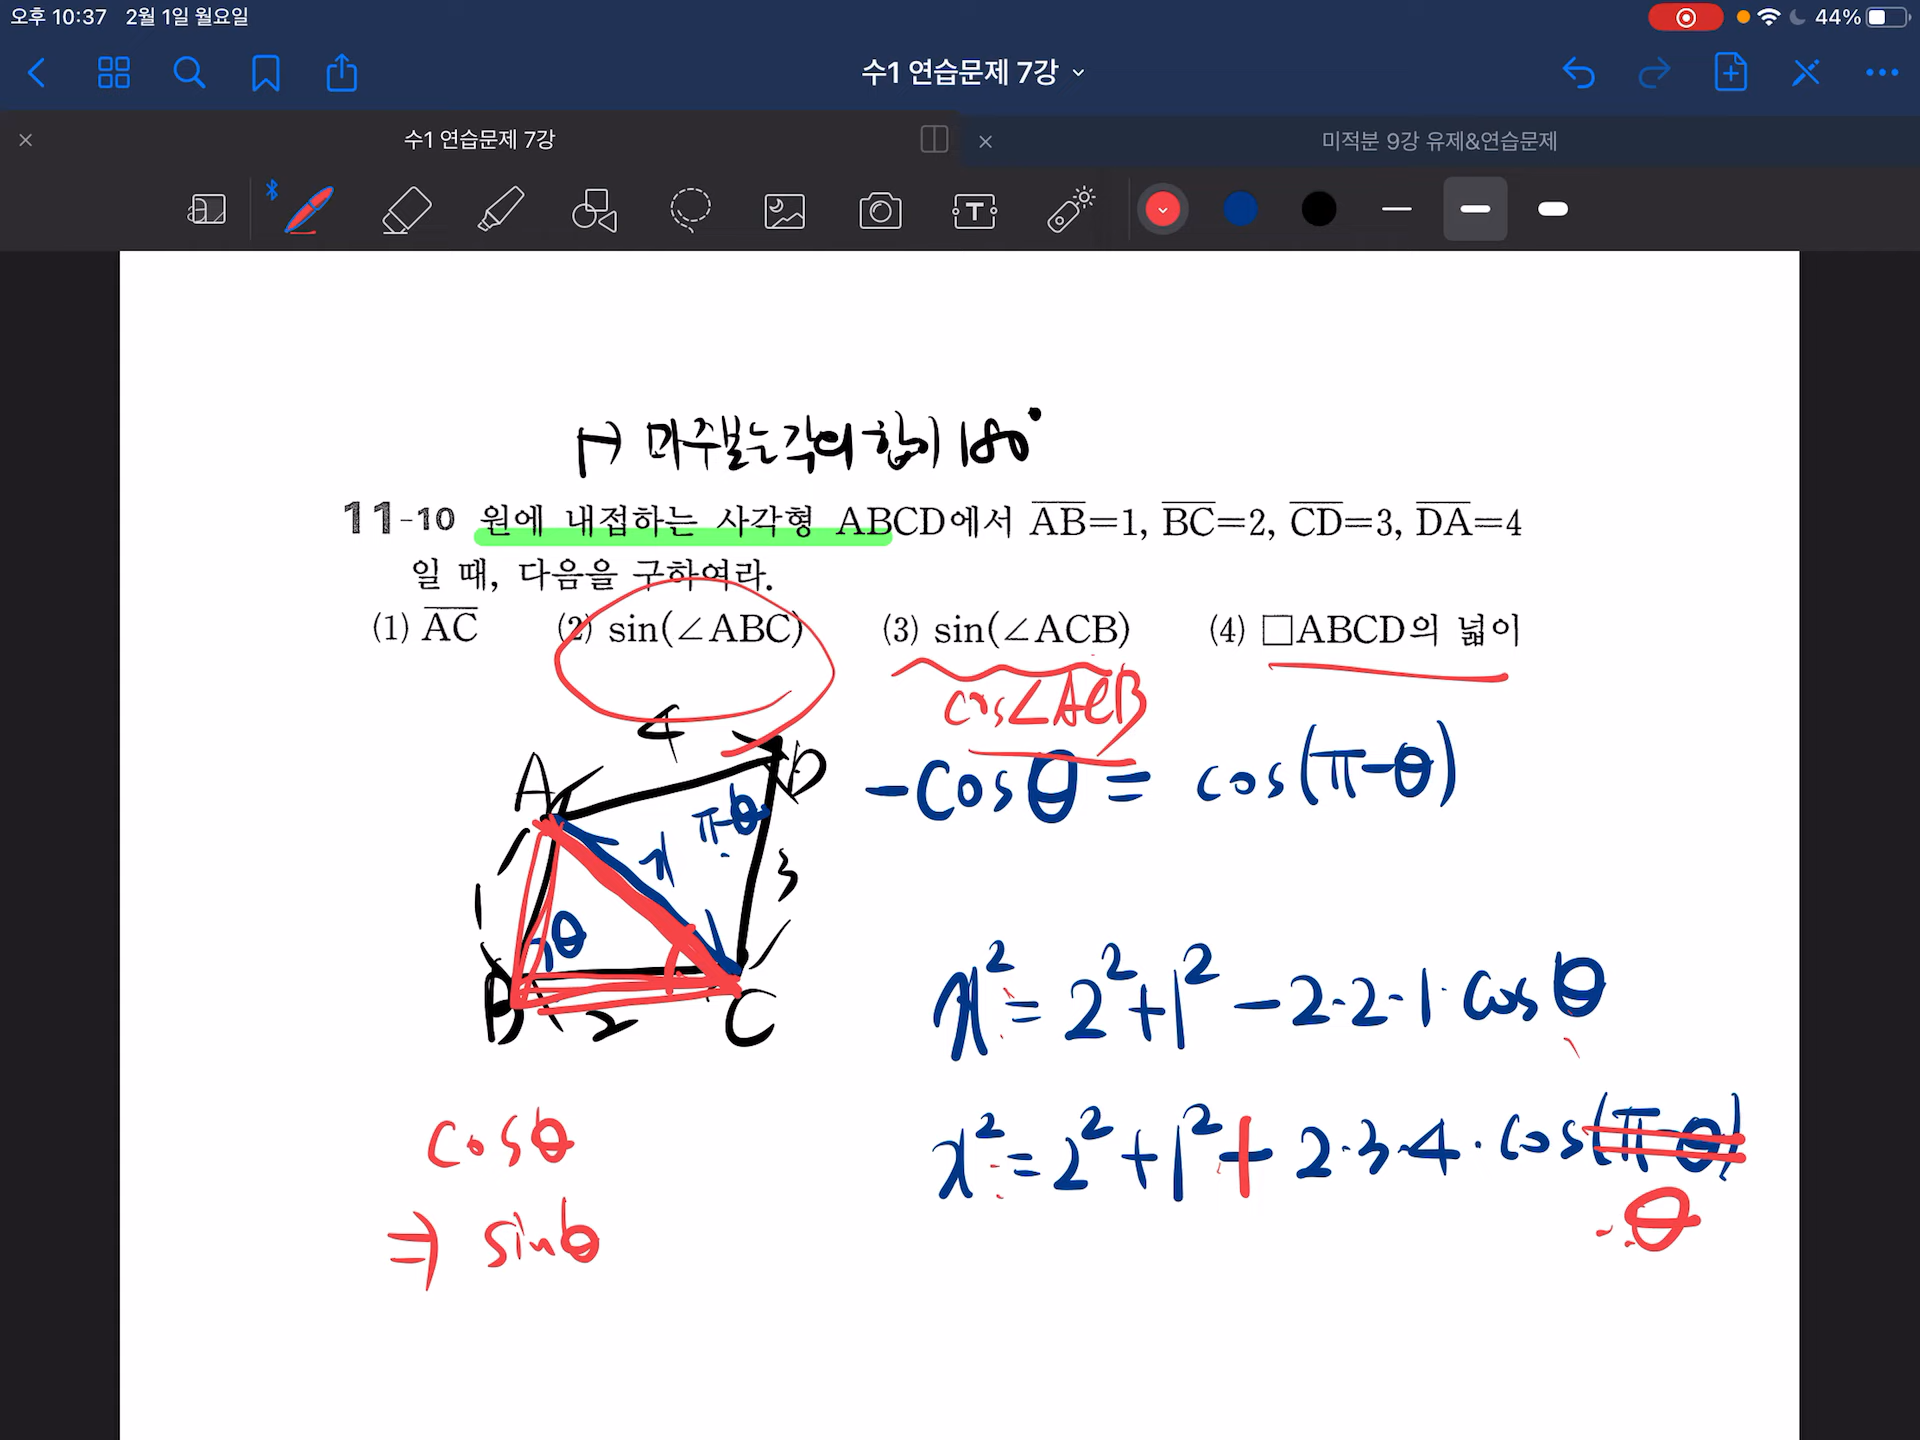 오후 10:37 2월 1일 월요일 44%
수1 연습문제 7강
수1 연습문제 7강 미적분 9강 유제&연습문제
→ 마주보는 각의 합이 180°
11-10 원에 내접하는 사각형 ABCD에서 AB=1, BC=2, CD=3, DA=4
일 때, 다음을 구하여라.
(1) AC (2) sin(∠ABC) (3) sin(∠ACB) (4) □ABCD의 넓이
cos∠ACB
4
A D
-cosθ = cos(π-θ)
π-θ
x
3
1
θ
B 2 C
x² = 2²+1² - 2·2·1·cosθ
cosθ
x² = 2²+1² + 2·3·4·cos(π-θ)
θ
⇒ sinθ